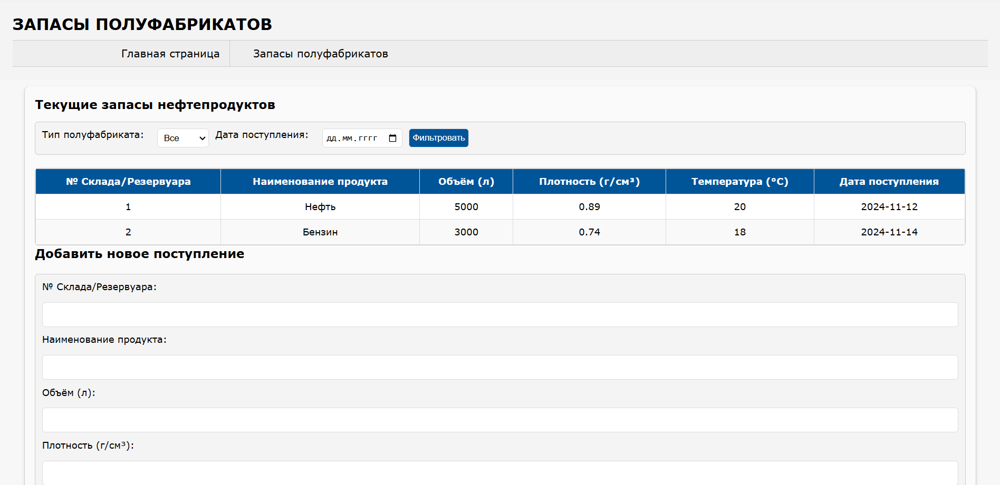 ЗАПАСЫ ПОЛУФАБРИКАТОВ
Главная страница Запасы полуфабрикатов
Текущие запасы нефтепродуктов
Тип полуфабриката: Все Дата поступления: дд.мм.гггг Фильтровать
№ Склада/Резервуара Наименование продукта Объём (л) Плотность (г/см³) Температура (°C) Дата поступления
1 Нефть 5000 0.89 20 2024-11-12
2 Бензин 3000 0.74 18 2024-11-14
Добавить новое поступление
№ Склада/Резервуара:
Наименование продукта:
Объём (л):
Плотность (г/см³):